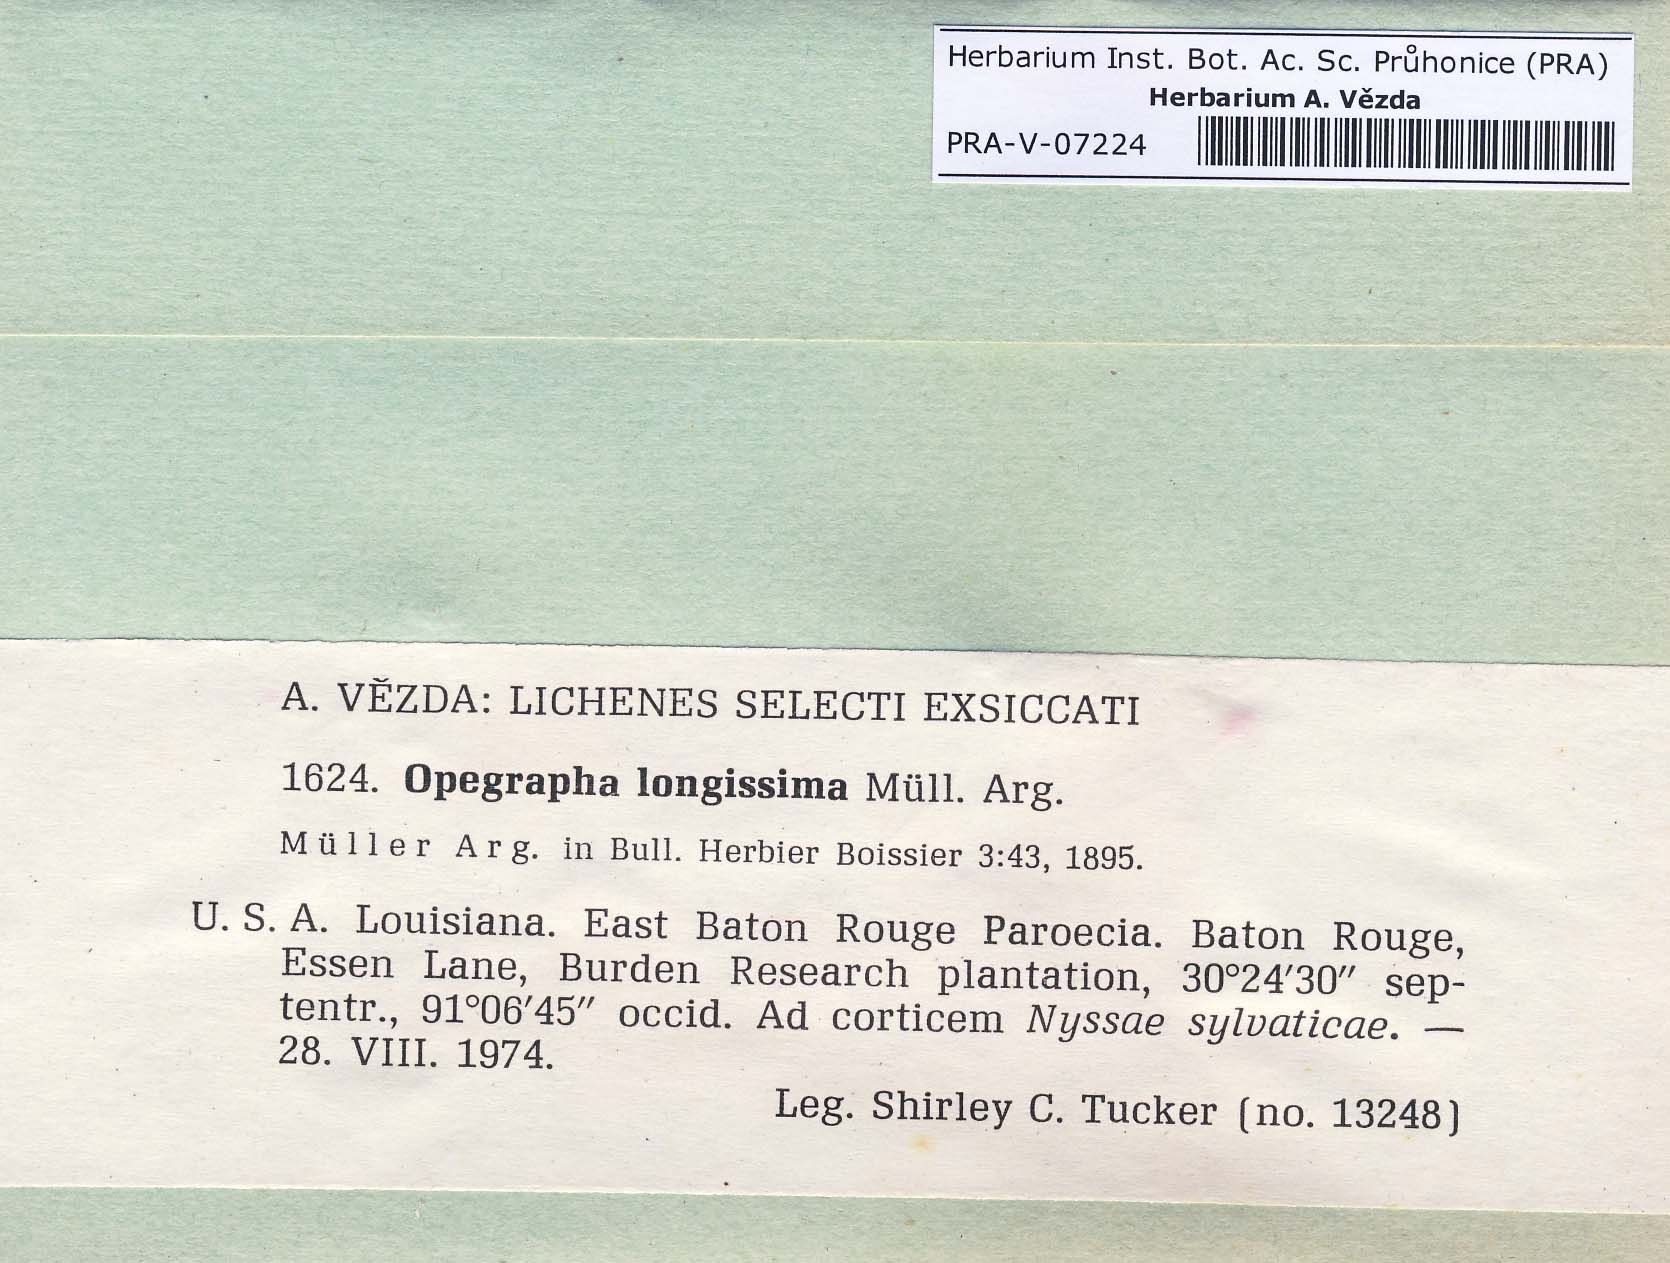 Herbarium Inst. Bot. Ac. Sc. Průhonice (PRA)
Herbarium A. Vězda
PRA-V-07224
A. VĚZDA: LICHENES SELECTI EXSICCATI
1624. Opegrapha longissima Müll. Arg.
Müller Arg. in Bull. Herbier Boissier 3:43, 1895.
U. S. A. Louisiana. East Baton Rouge Paroecia. Baton Rouge,
Essen Lane, Burden Research plantation, 30°24′30″ sep-
tentr., 91°06′45″ occid. Ad corticem Nyssae sylvaticae. —
28. VIII. 1974.
Leg. Shirley C. Tucker (no. 13248)